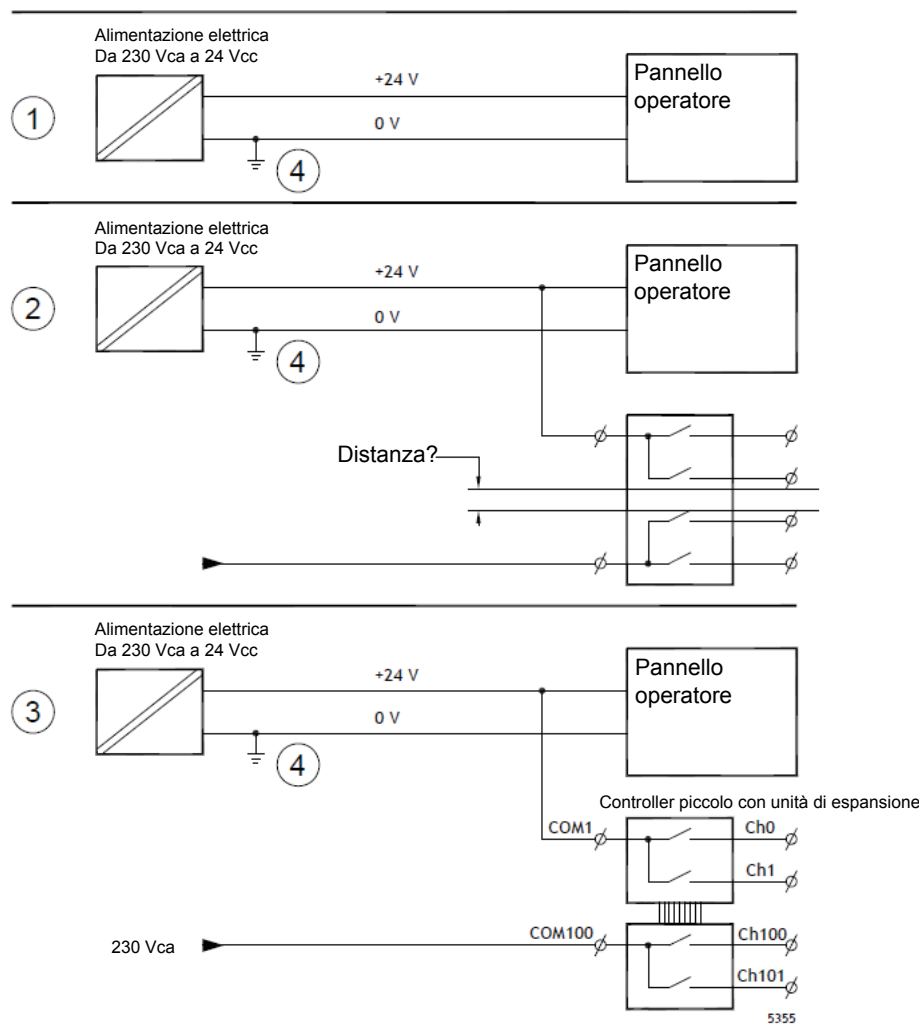 Alimentazione elettrica
Da 230 Vca a 24 Vcc
+24 V
0 V
Pannello
operatore
1
4
Alimentazione elettrica
Da 230 Vca a 24 Vcc
+24 V
0 V
Pannello
operatore
2
4
Distanza?
Alimentazione elettrica
Da 230 Vca a 24 Vcc
+24 V
0 V
Pannello
operatore
3
4
Controller piccolo con unità di espansione
COM1
Ch0
Ch1
230 Vca
COM100
Ch100
Ch101
5355